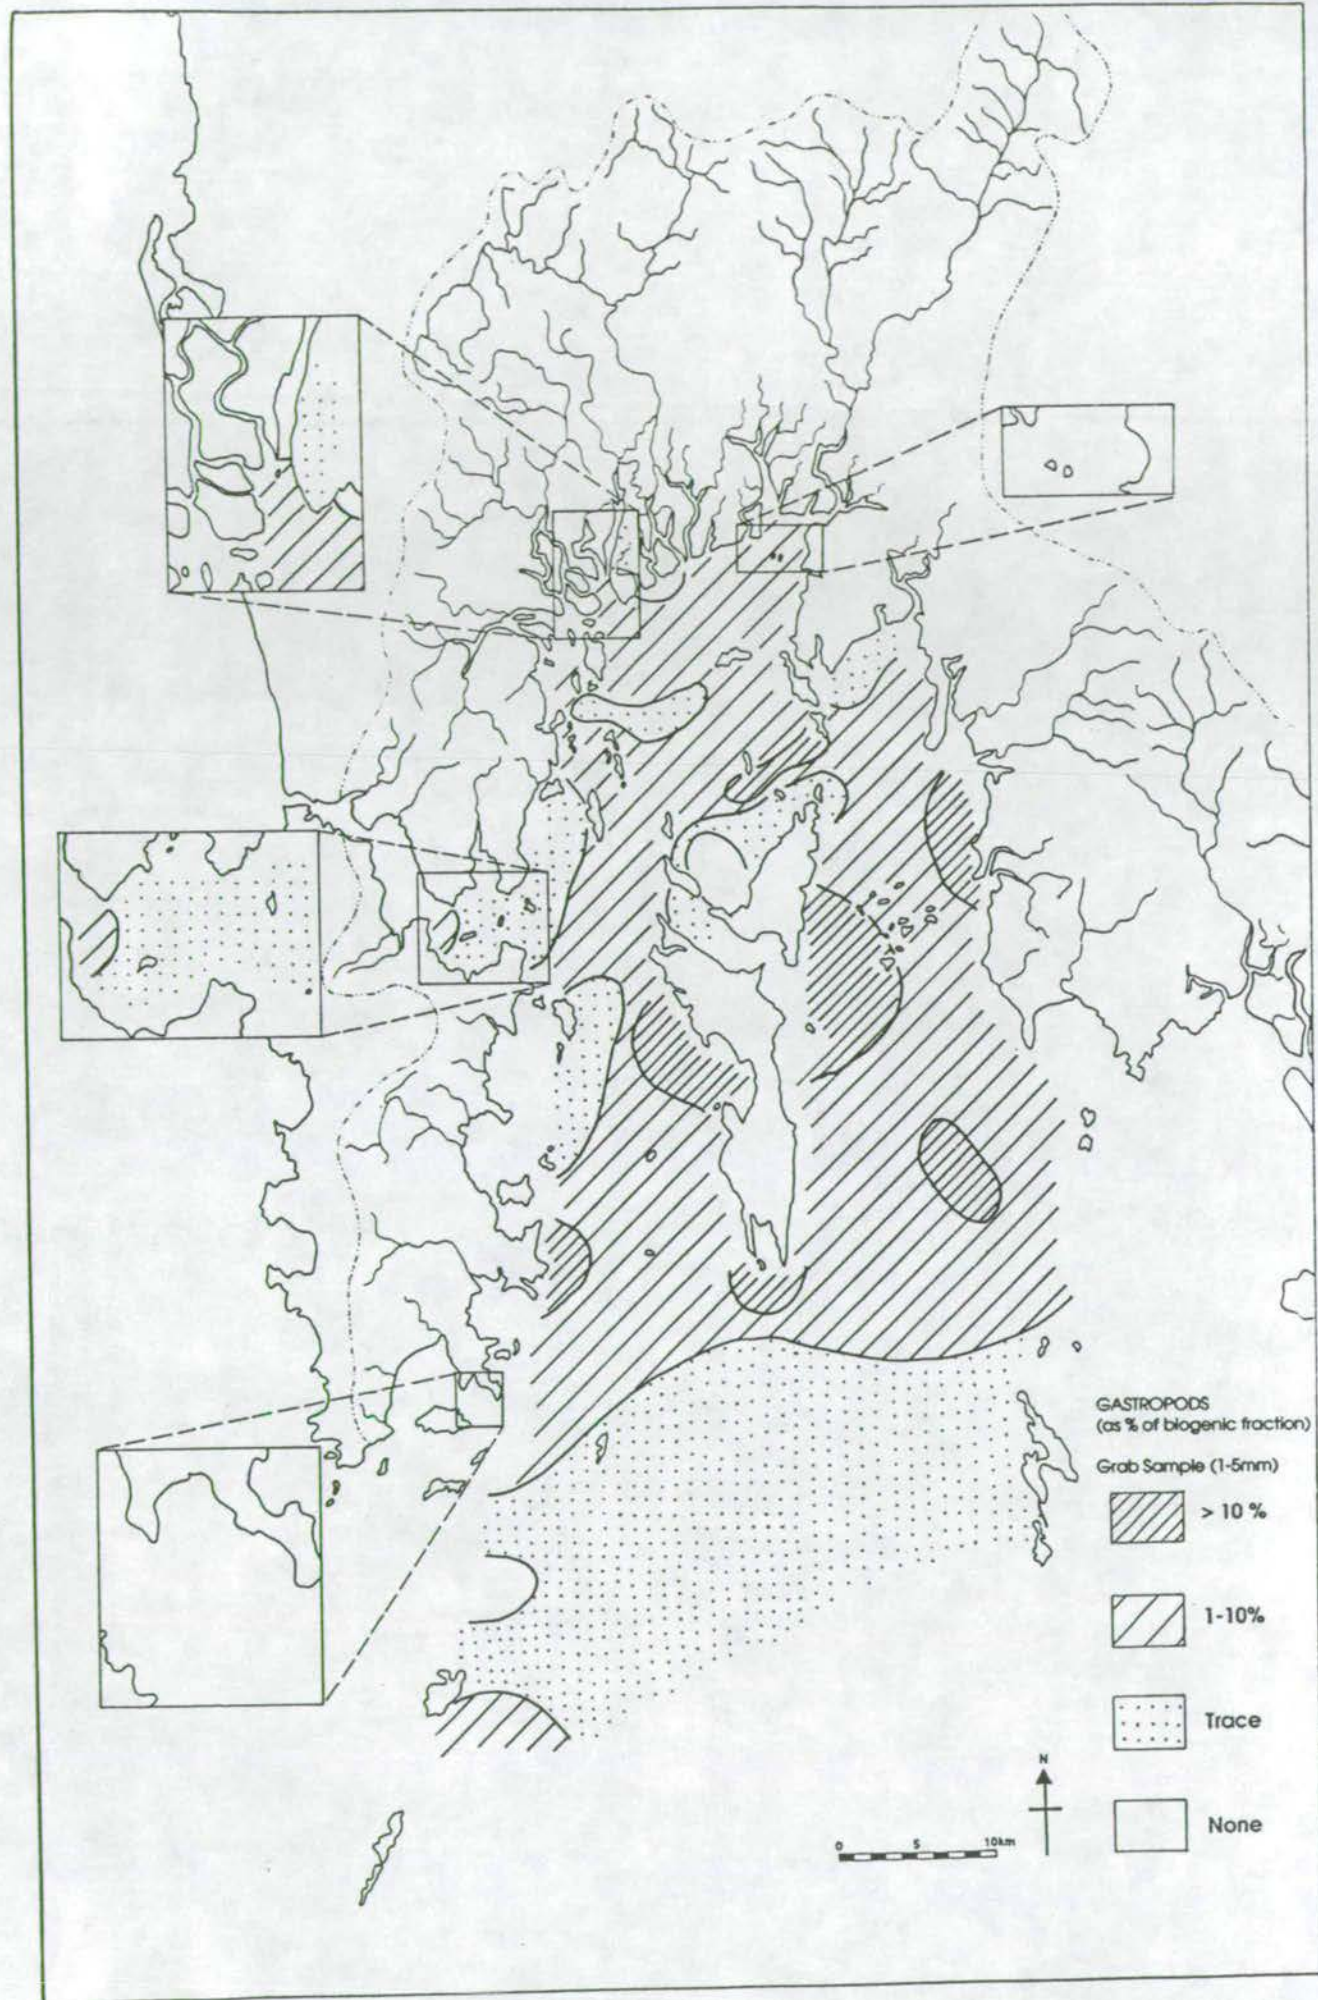 GASTROPODS
(as % of biogenic fraction)
Grab Sample (1-5mm)
> 10 %
1-10%
Trace
None
N
0 5 10km